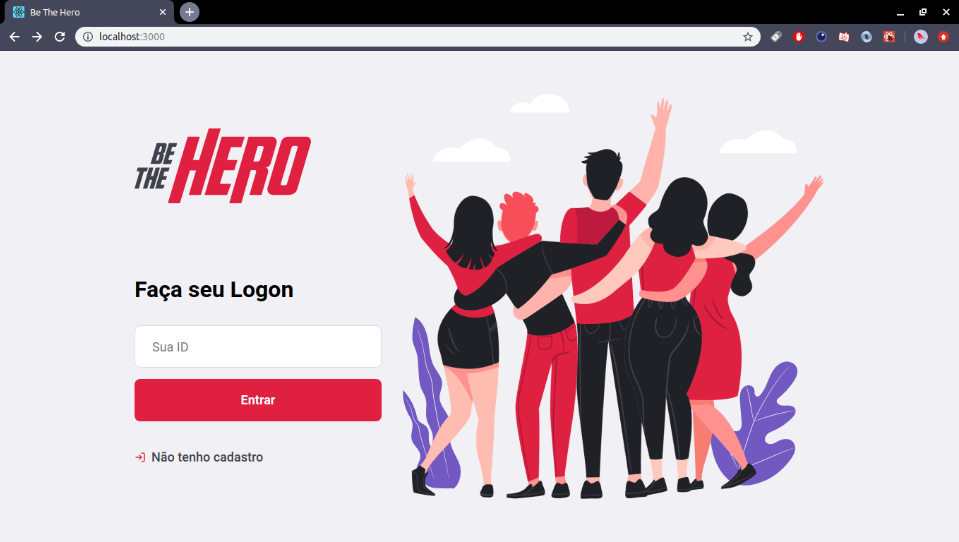 Be The Hero
localhost:3000
BE
THE HERO
Faça seu Logon
Sua ID
Entrar
Não tenho cadastro